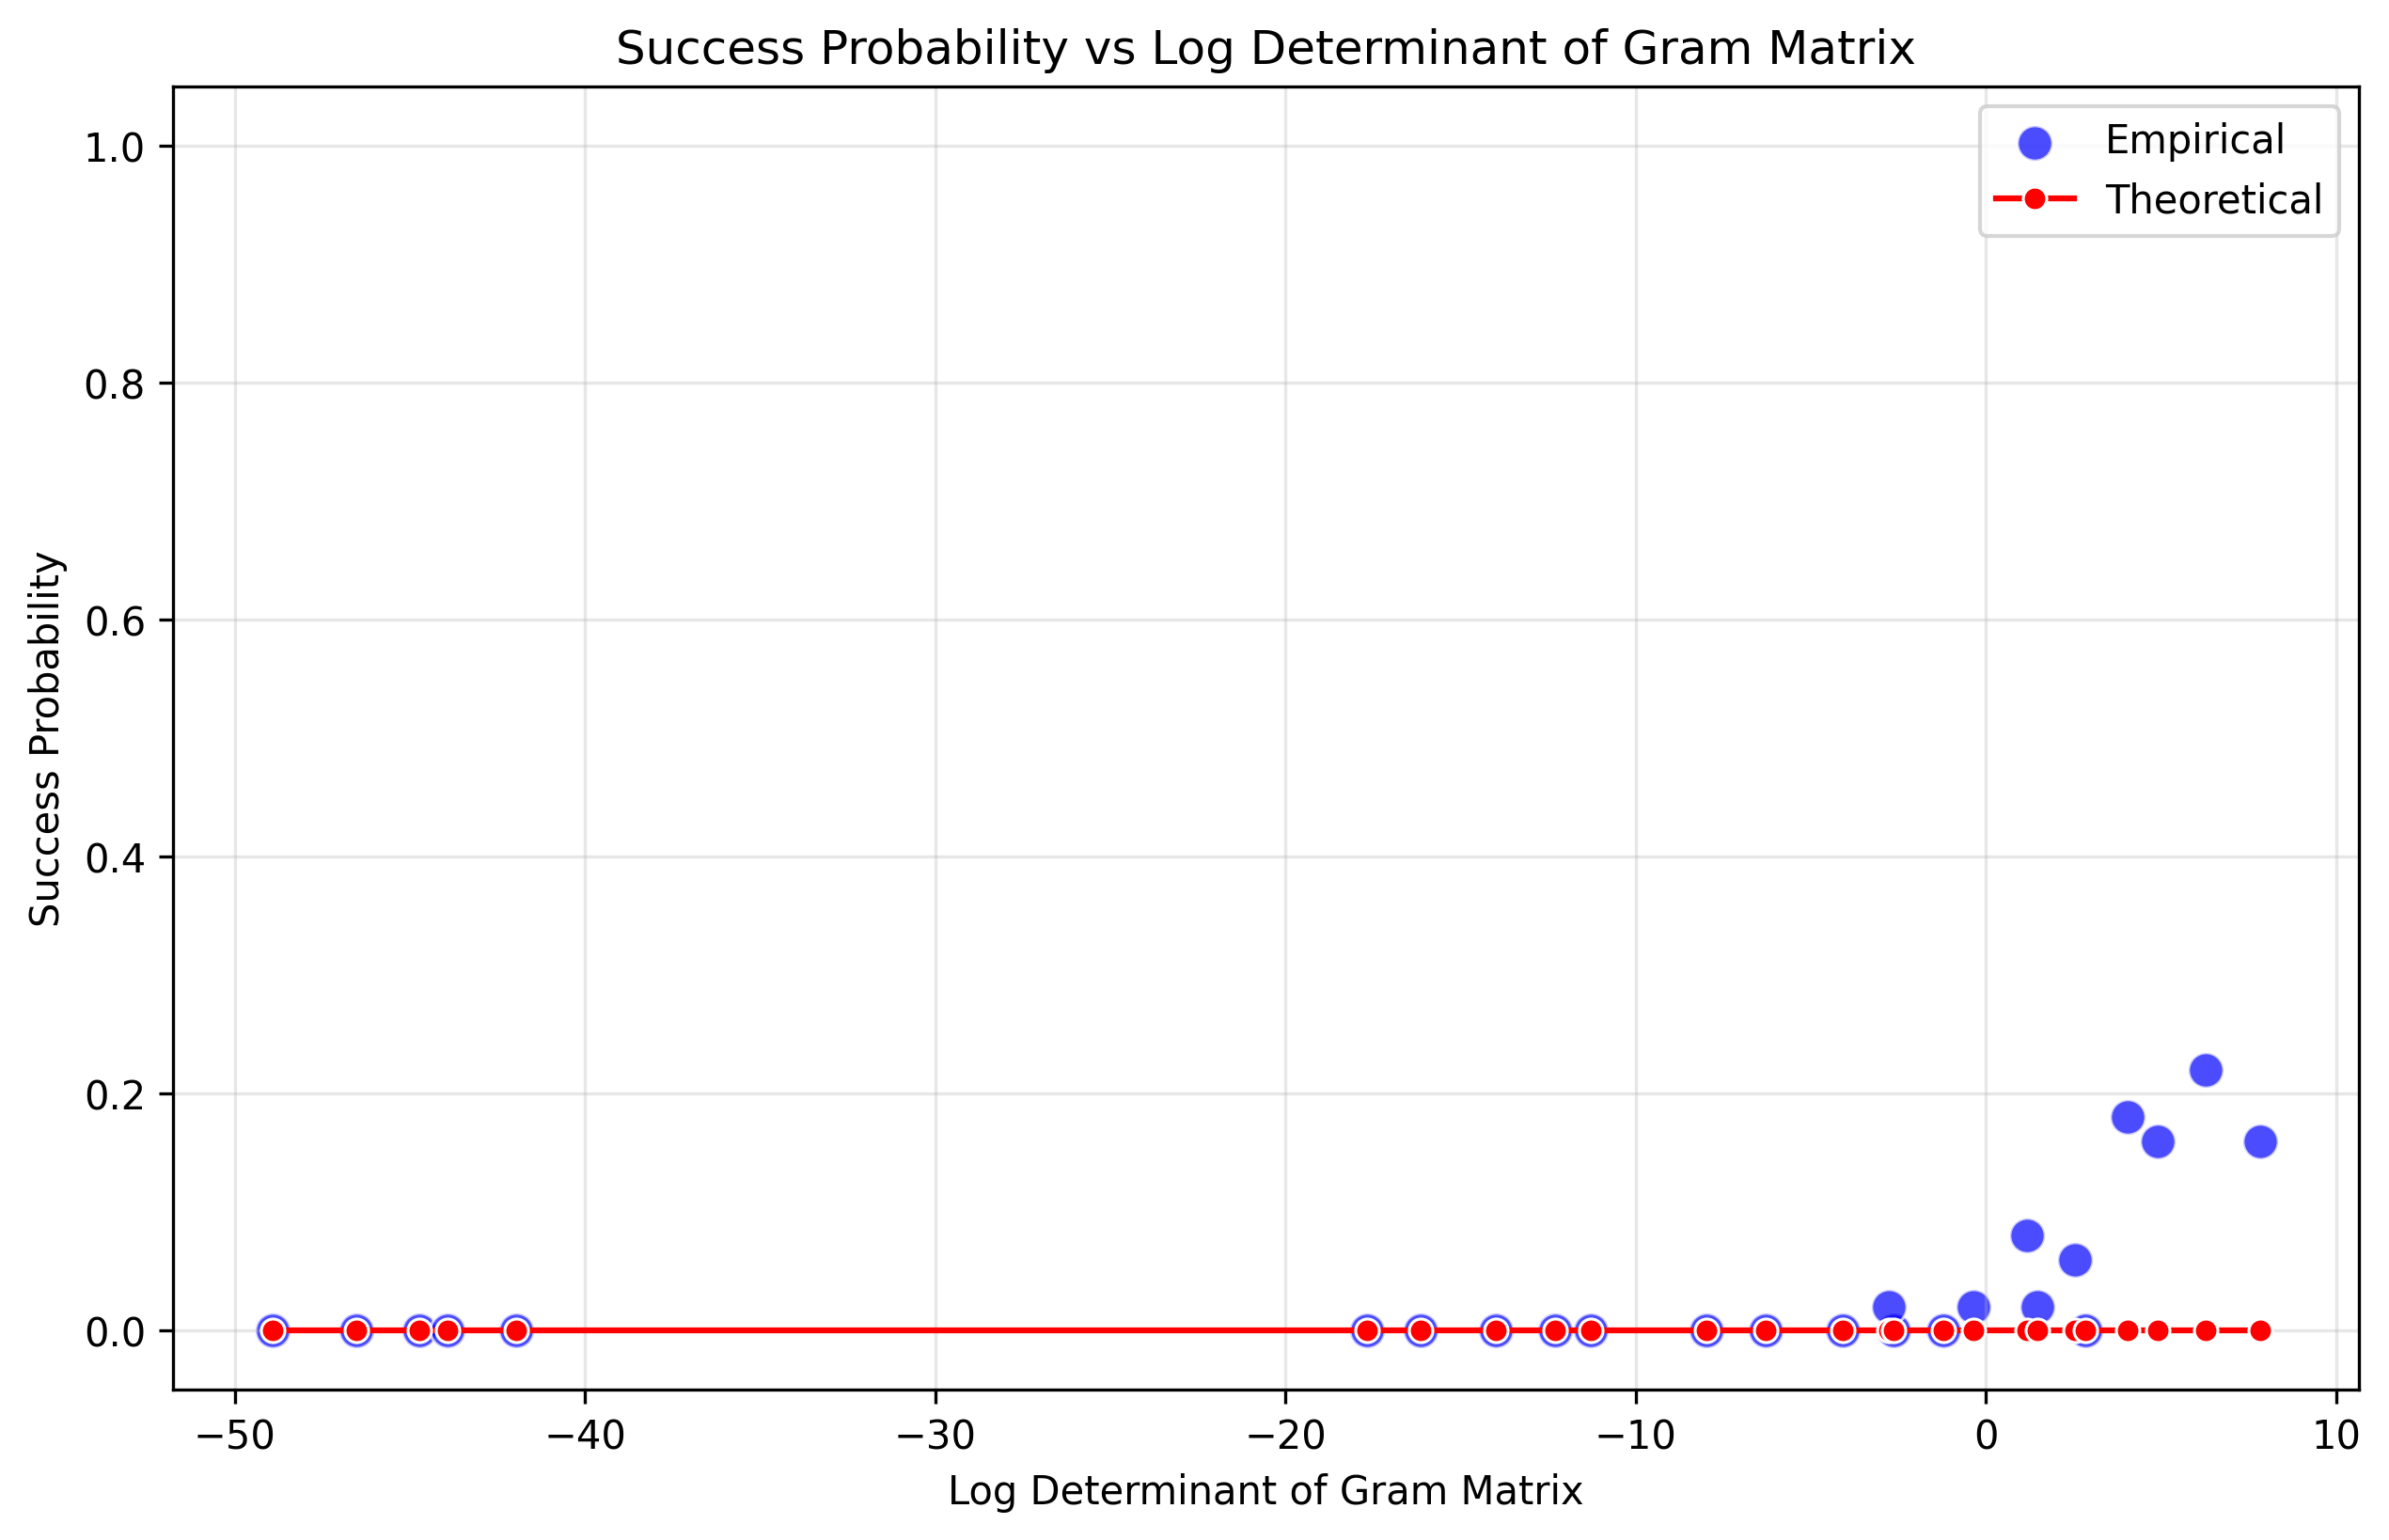 Success Probability vs Log Determinant of Gram Matrix
Empirical
Theoretical
Success Probability
1.0
0.8
0.6
0.4
0.2
0.0
−50 −40 −30 −20 −10 0 10
Log Determinant of Gram Matrix